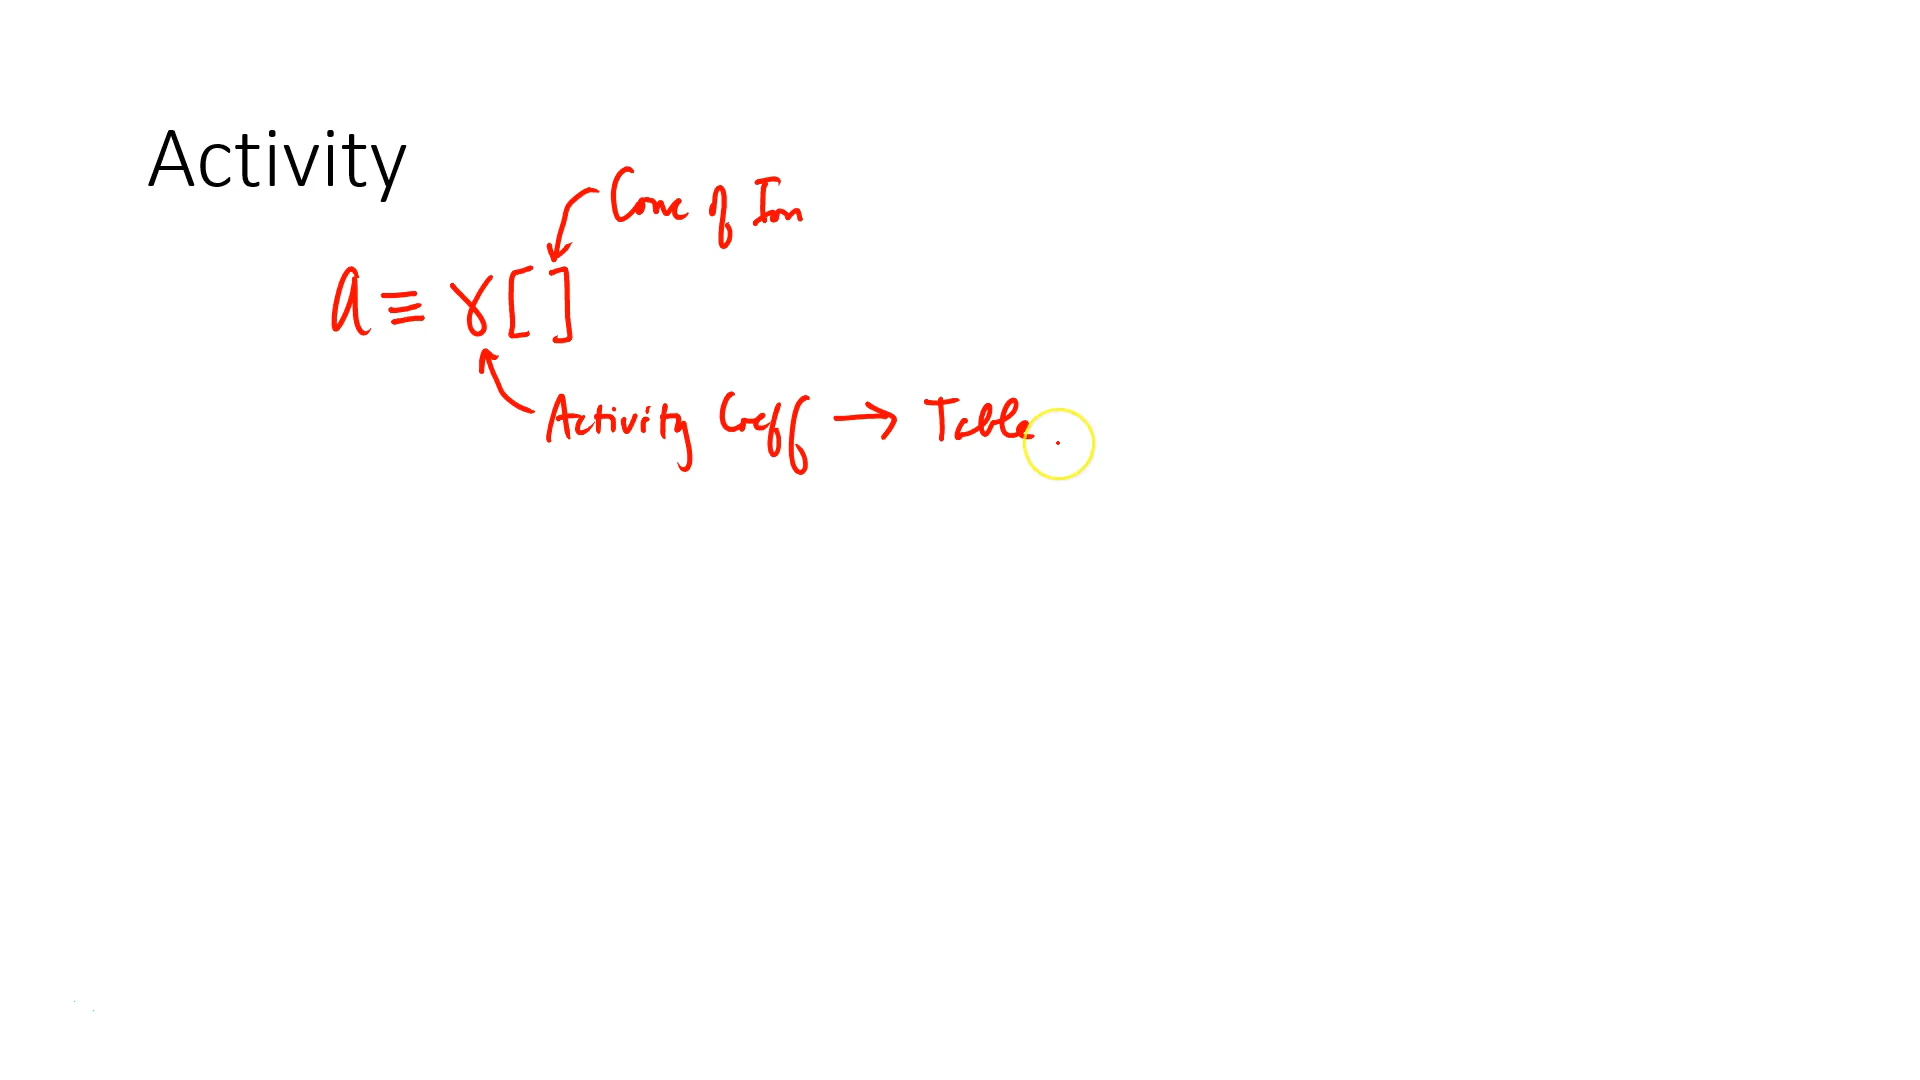 Activity
Conc of Ion
a ≡ γ[ ]
Activity Coeff → Table